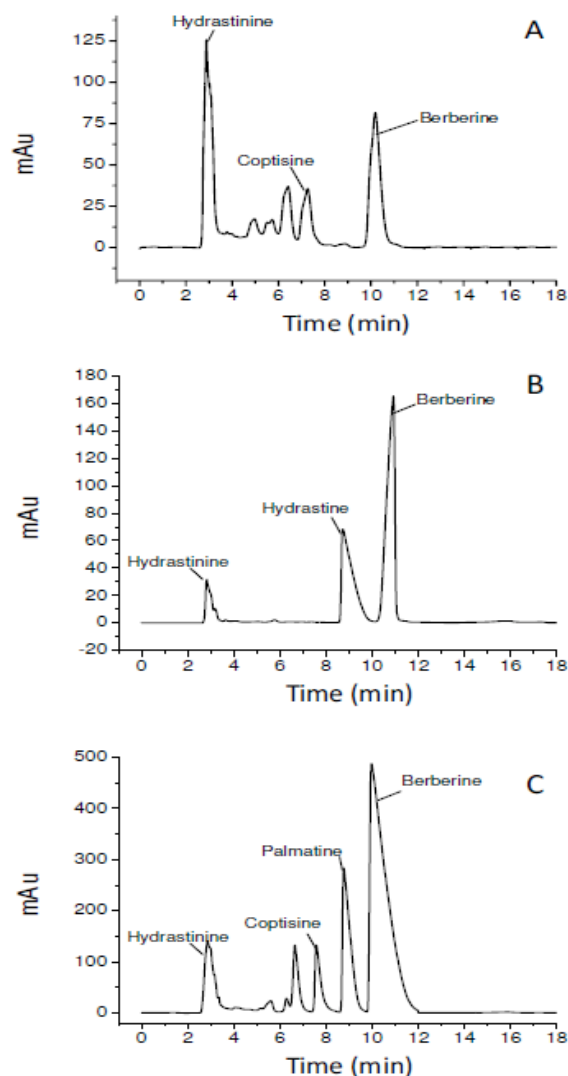 A
Hydrastinine
Berberine
Coptisine
mAu
125
100
75
50
25
0
0 2 4 6 8 10 12 14 16 18
Time (min)
B
Berberine
Hydrastine
Hydrastinine
mAu
180
160
140
120
100
80
60
40
20
0
-20
0 2 4 6 8 10 12 14 16 18
Time (min)
C
Berberine
Palmatine
Coptisine
Hydrastinine
mAu
500
400
300
200
100
0
0 2 4 6 8 10 12 14 16 18
Time (min)